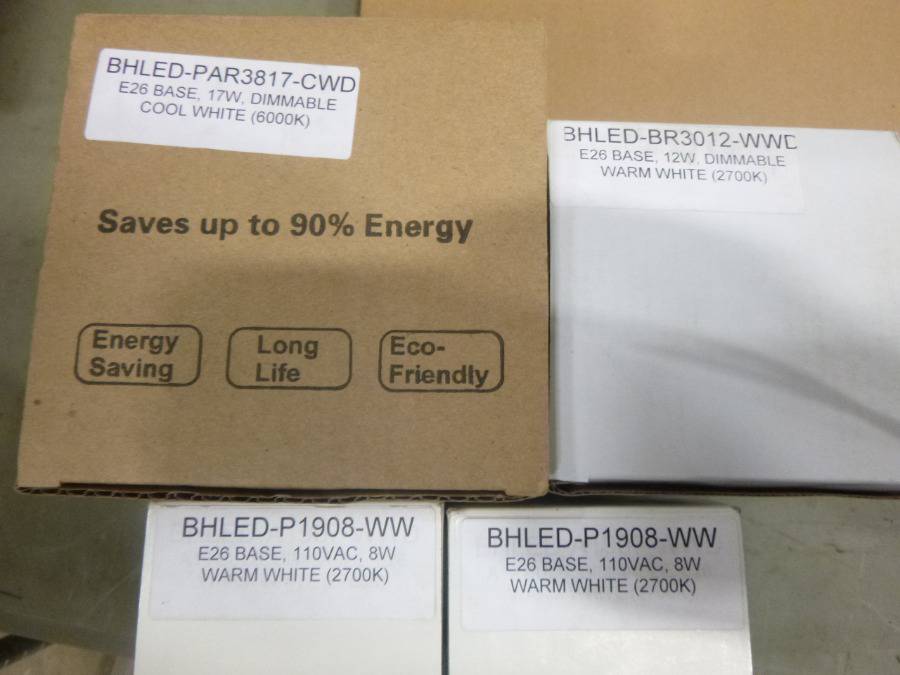 BHLED-PAR3817-CWD
E26 BASE, 17W, DIMMABLE
COOL WHITE (6000K)
Saves up to 90% Energy
Energy
Saving
Long
Life
Eco-
Friendly
BHLED-BR3012-WWD
E26 BASE, 12W, DIMMABLE
WARM WHITE (2700K)
BHLED-P1908-WW
E26 BASE, 110VAC, 8W
WARM WHITE (2700K)
BHLED-P1908-WW
E26 BASE, 110VAC, 8W
WARM WHITE (2700K)